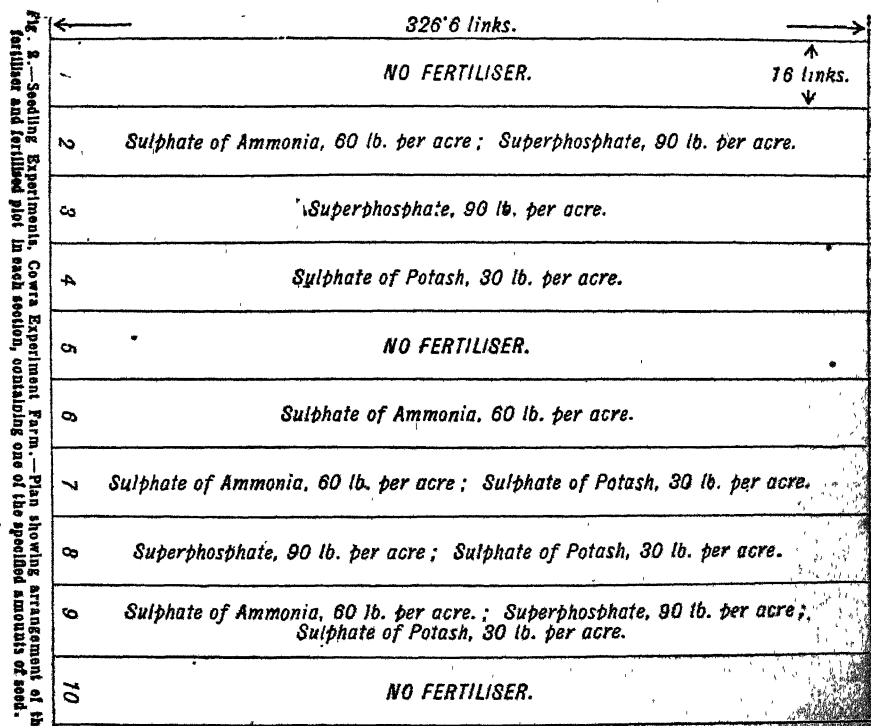 326·6 links.
1 NO FERTILISER. 16 links.
2 Sulphate of Ammonia, 60 lb. per acre; Superphosphate, 90 lb. per acre.
3 Superphosphate, 90 lb. per acre.
4 Sulphate of Potash, 30 lb. per acre.
5 NO FERTILISER.
6 Sulphate of Ammonia, 60 lb. per acre.
7 Sulphate of Ammonia, 60 lb. per acre; Sulphate of Potash, 30 lb. per acre.
8 Superphosphate, 90 lb. per acre; Sulphate of Potash, 30 lb. per acre.
9 Sulphate of Ammonia, 60 lb. per acre.; Superphosphate, 90 lb. per acre;
Sulphate of Potash, 30 lb. per acre.
10 NO FERTILISER.
Fig. 2.—Seedling Experiments, Cowra Experiment Farm.—Plan showing arrangement of th
fertiliser and fertilised plot in each section, containing one of the specified amounts of seed.